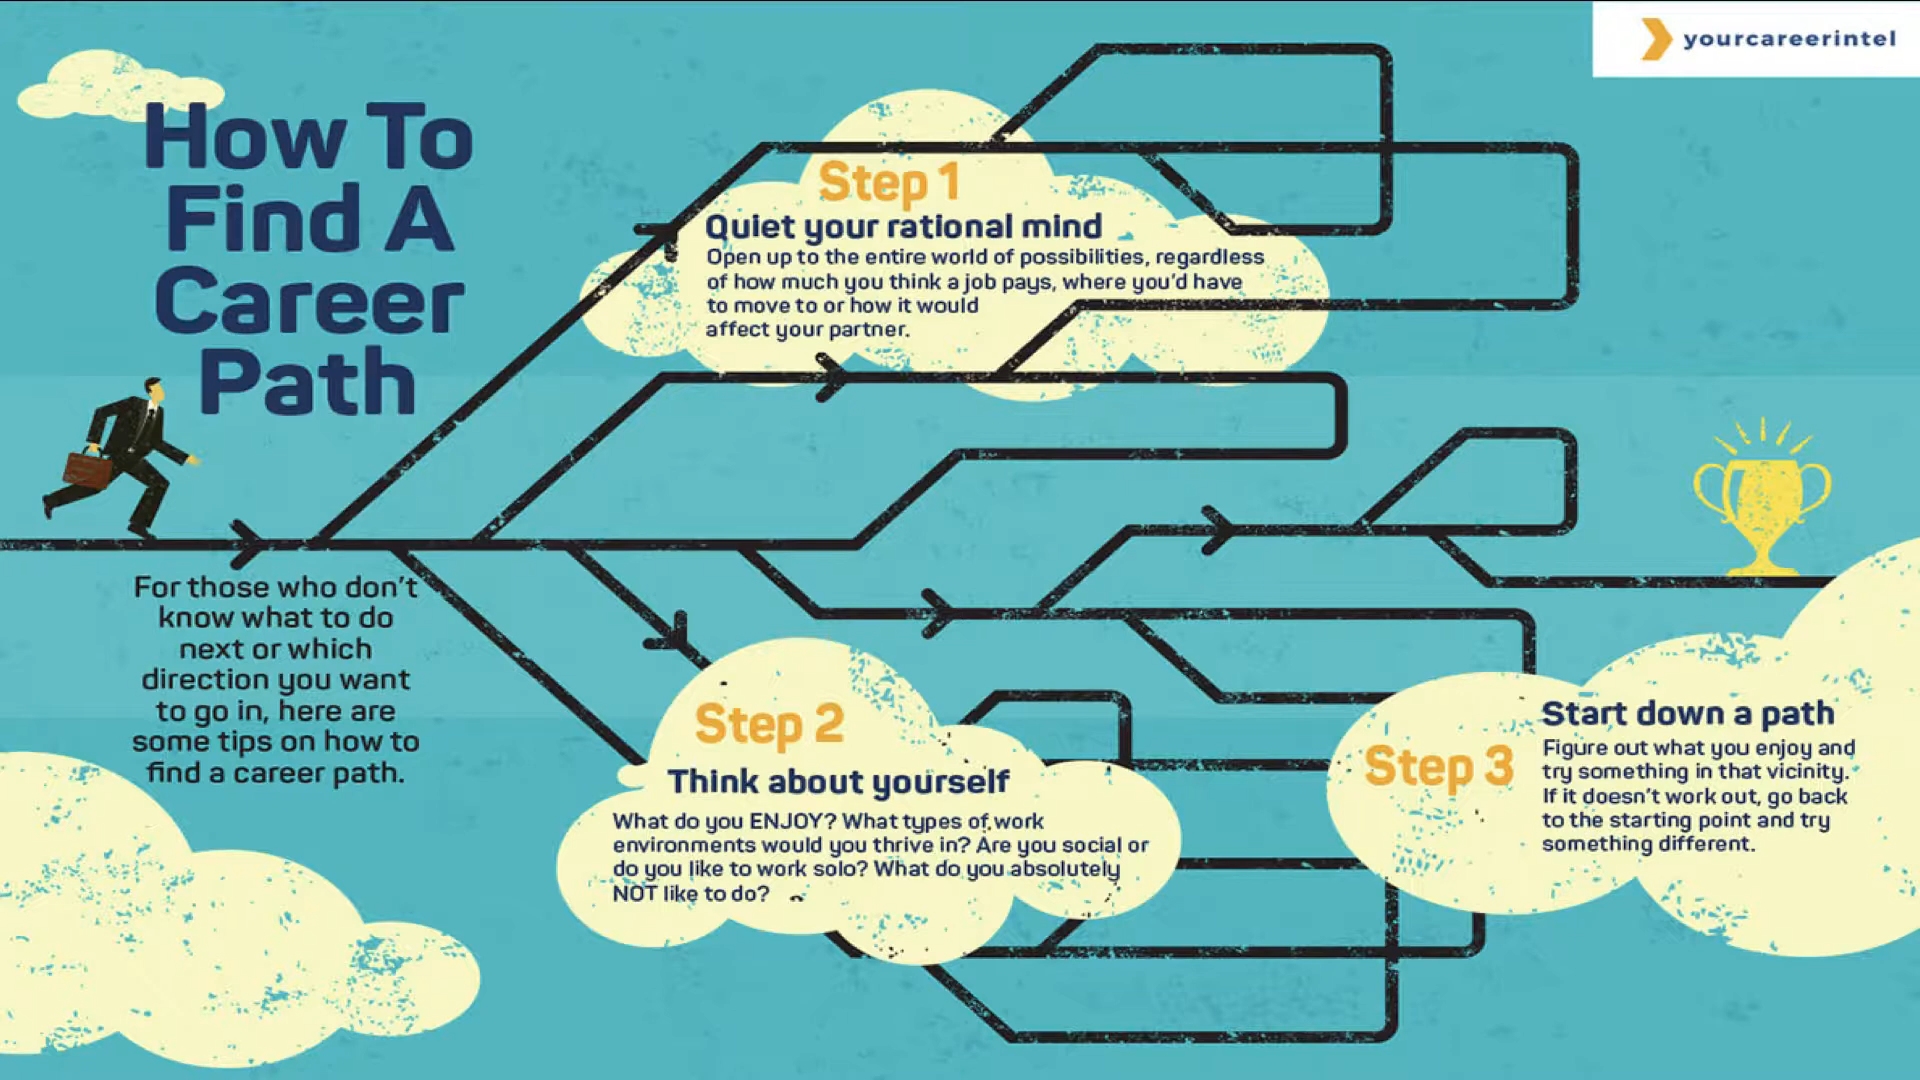 yourcareerintel
How To
Find A
Career
Path
For those who don't
know what to do
next or which
direction you want
to go in, here are
some tips on how to
find a career path.
Step 1
Quiet your rational mind
Open up to the entire world of possibilities, regardless
of how much you think a job pays, where you'd have
to move to or how it would
affect your partner.
Step 2
Think about yourself
What do you ENJOY? What types of work
environments would you thrive in? Are you social or
do you like to work solo? What do you absolutely
NOT like to do?
Step 3
Start down a path
Figure out what you enjoy and
try something in that vicinity.
If it doesn't work out, go back
to the starting point and try
something different.